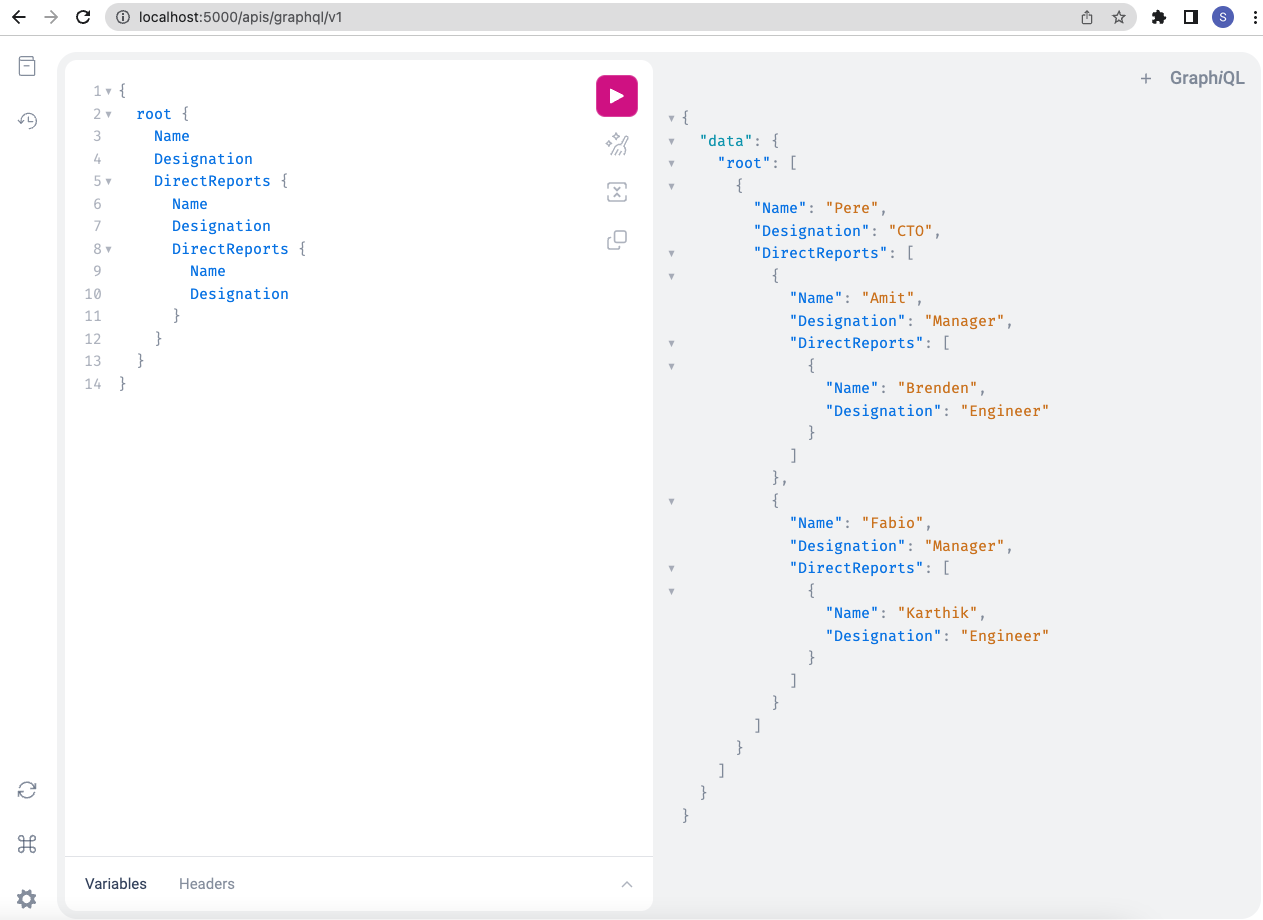 localhost:5000/apis/graphql/v1
S
1 {
2 root {
3 Name
4 Designation
5 DirectReports {
6 Name
7 Designation
8 DirectReports {
9 Name
10 Designation
11 }
12 }
13 }
14 }
Variables Headers
+ GraphiQL
{
"data": {
"root": [
{
"Name": "Pere",
"Designation": "CTO",
"DirectReports": [
{
"Name": "Amit",
"Designation": "Manager",
"DirectReports": [
{
"Name": "Brenden",
"Designation": "Engineer"
}
]
},
{
"Name": "Fabio",
"Designation": "Manager",
"DirectReports": [
{
"Name": "Karthik",
"Designation": "Engineer"
}
]
}
]
}
]
}
}